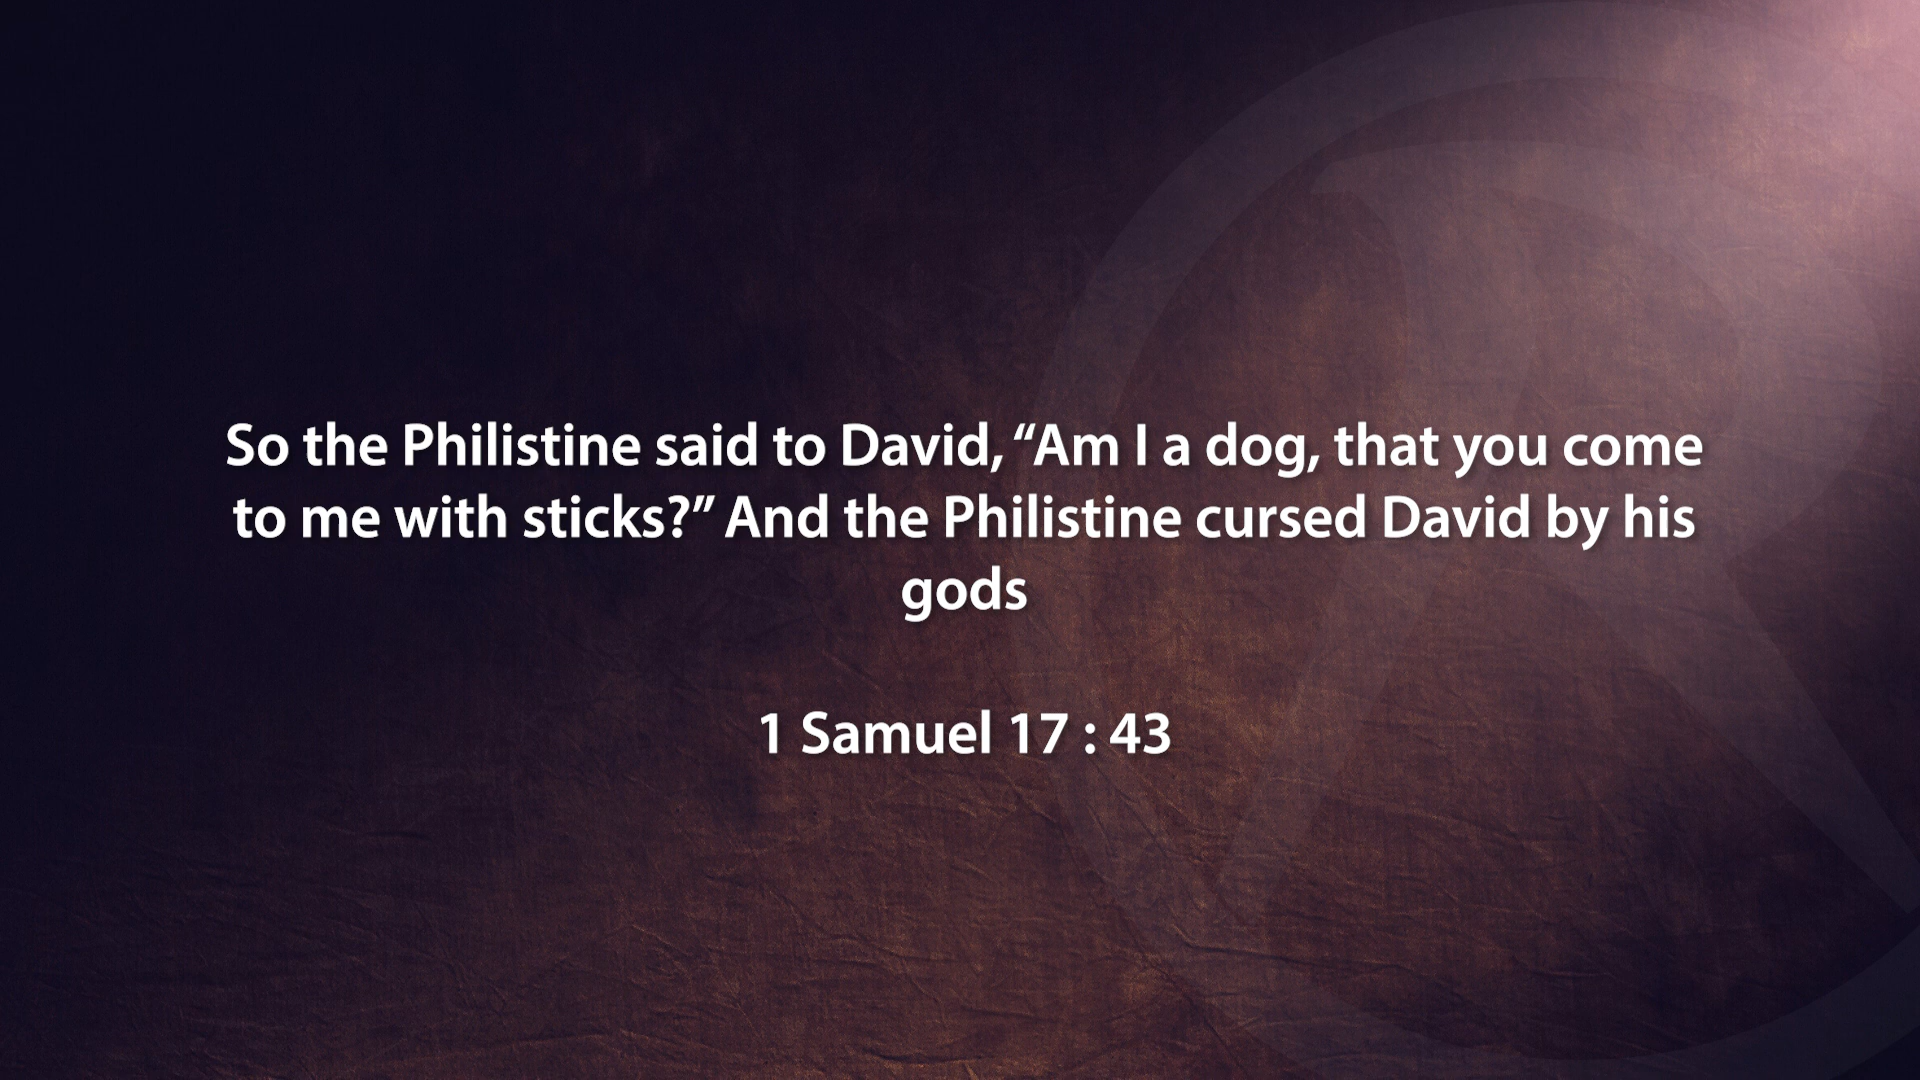 So the Philistine said to David, “Am I a dog, that you come
to me with sticks?” And the Philistine cursed David by his
gods
1 Samuel 17 : 43